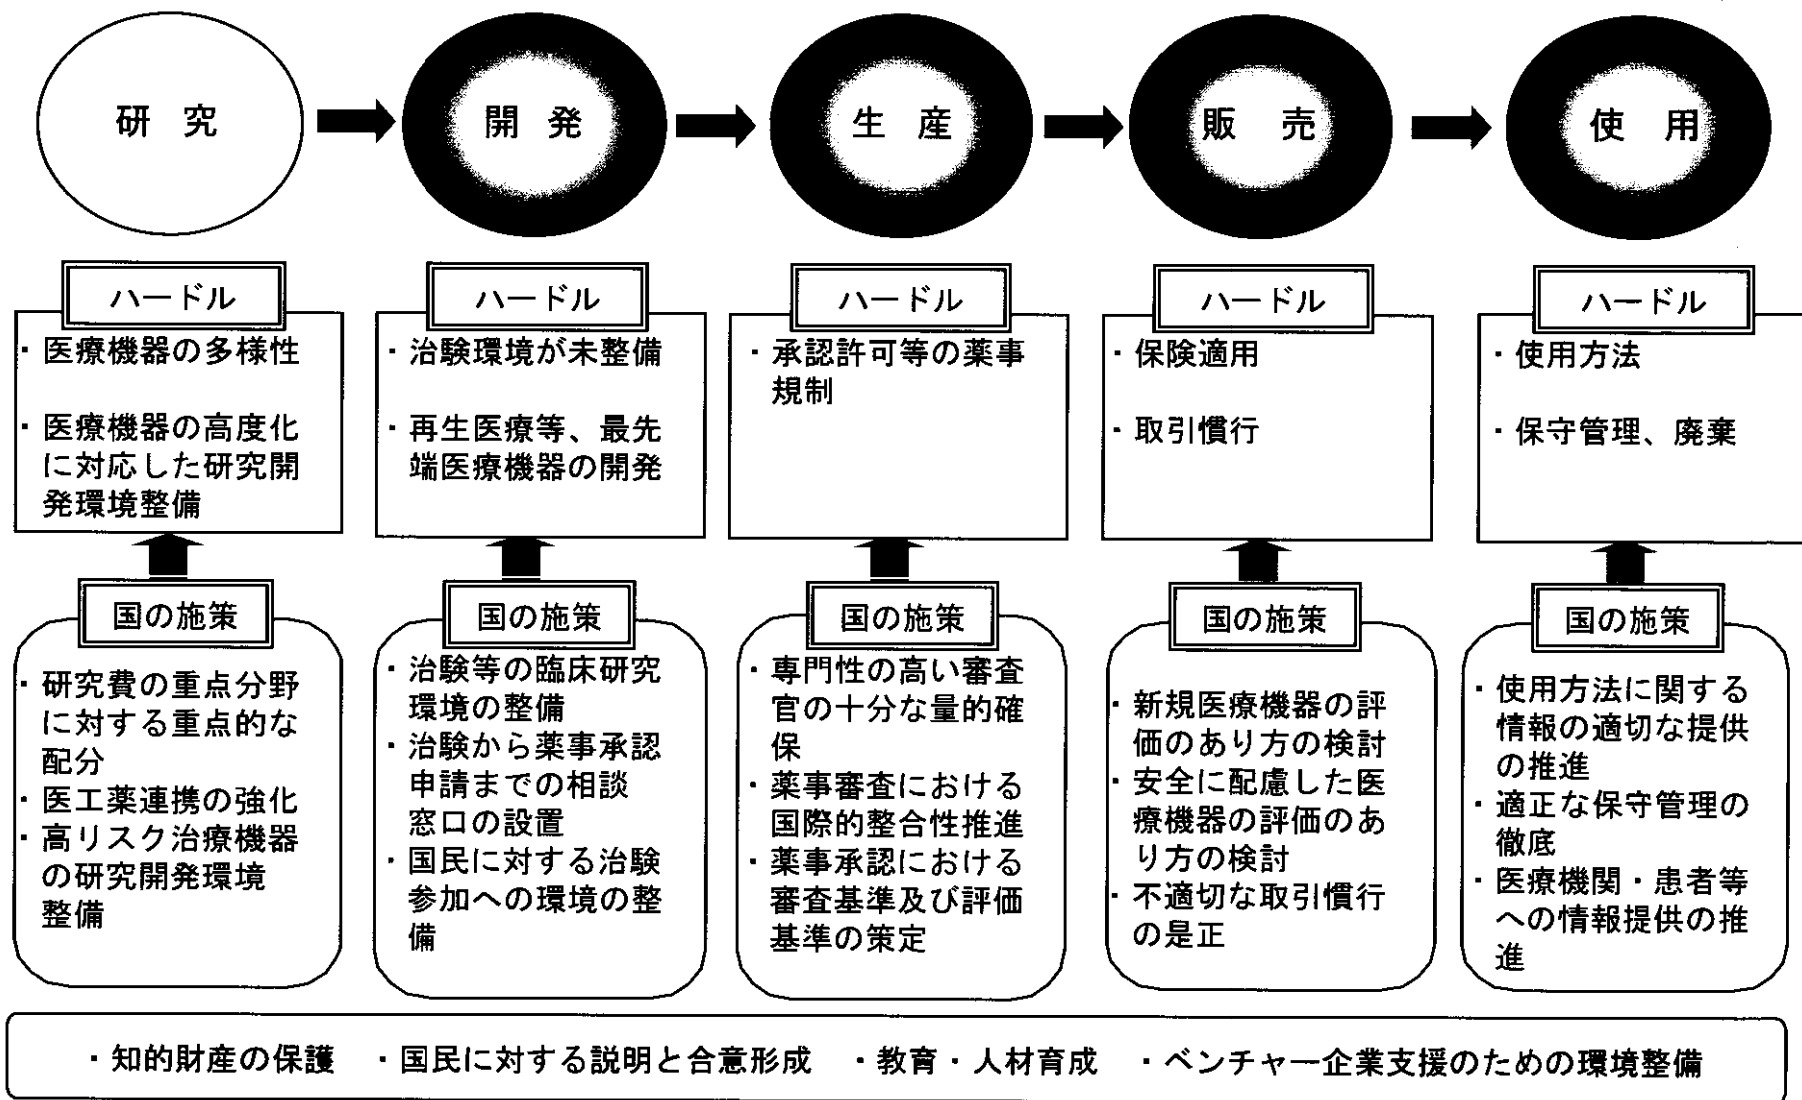 研究
開発
生産
販売
使用
ハードル
・医療機器の多様性
・医療機器の高度化
に対応した研究開
発環境整備
ハードル
・治験環境が未整備
・再生医療等、最先
端医療機器の開発
ハードル
・承認許可等の薬事
規制
ハードル
・保険適用
・取引慣行
ハードル
・使用方法
・保守管理、廃棄
国の施策
・研究費の重点分野
に対する重点的な
配分
・医工薬連携の強化
・高リスク治療機器
の研究開発環境
整備
国の施策
・治験等の臨床研究
環境の整備
・治験から薬事承認
申請までの相談
窓口の設置
・国民に対する治験
参加への環境の整
備
国の施策
・専門性の高い審査
官の十分な量的確
保
・薬事審査における
国際的整合性推進
・薬事承認における
審査基準及び評価
基準の策定
国の施策
・新規医療機器の評
価のあり方の検討
・安全に配慮した医
療機器の評価のあ
り方の検討
・不適切な取引慣行
の是正
国の施策
・使用方法に関する
情報の適切な提供
の推進
・適正な保守管理の
徹底
・医療機関・患者等
への情報提供の推
進
・知的財産の保護 ・国民に対する説明と合意形成 ・教育・人材育成 ・ベンチャー企業支援のための環境整備